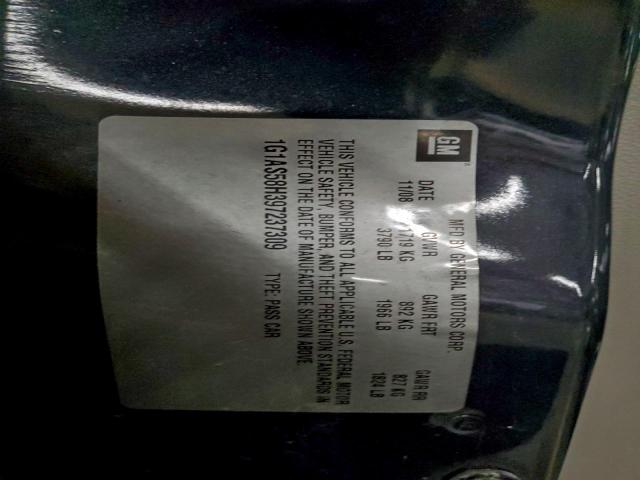 GM
MFD BY GENERAL MOTORS CORP.
DATE GVWR GAWR FRT GAWR RR
11/08 1719 KG 892 KG 827 KG
3790 LB 1966 LB 1824 LB
THIS VEHICLE CONFORMS TO ALL APPLICABLE U.S. FEDERAL MOTOR
VEHICLE SAFETY, BUMPER, AND THEFT PREVENTION STANDARDS IN
EFFECT ON THE DATE OF MANUFACTURE SHOWN ABOVE.
1G1AS58H397237309 TYPE: PASS CAR